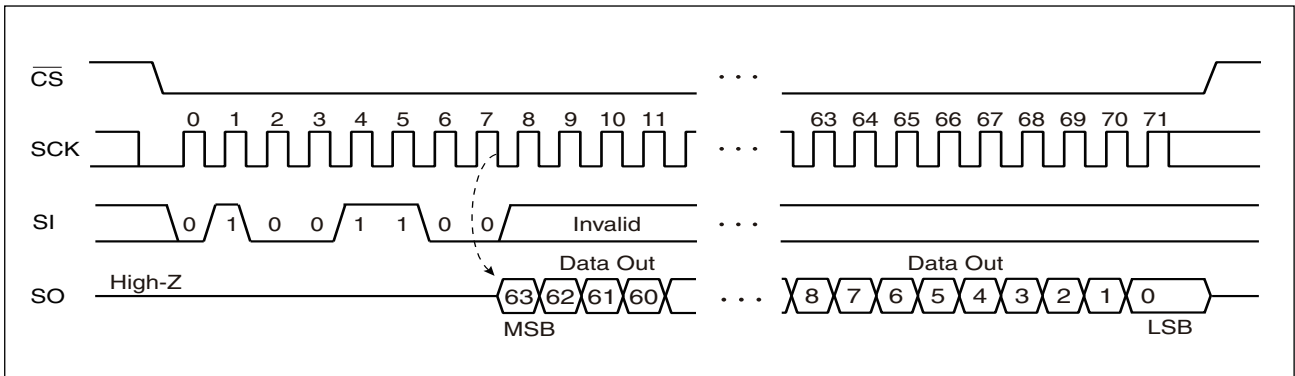 CS
0 1 2 3 4 5 6 7 8 9 10 11 63 64 65 66 67 68 69 70 71
SCK
...
SI 0 1 0 0 1 1 0 0 Invalid ...
High-Z Data Out Data Out
SO 63 62 61 60 ... 8 7 6 5 4 3 2 1 0
MSB LSB